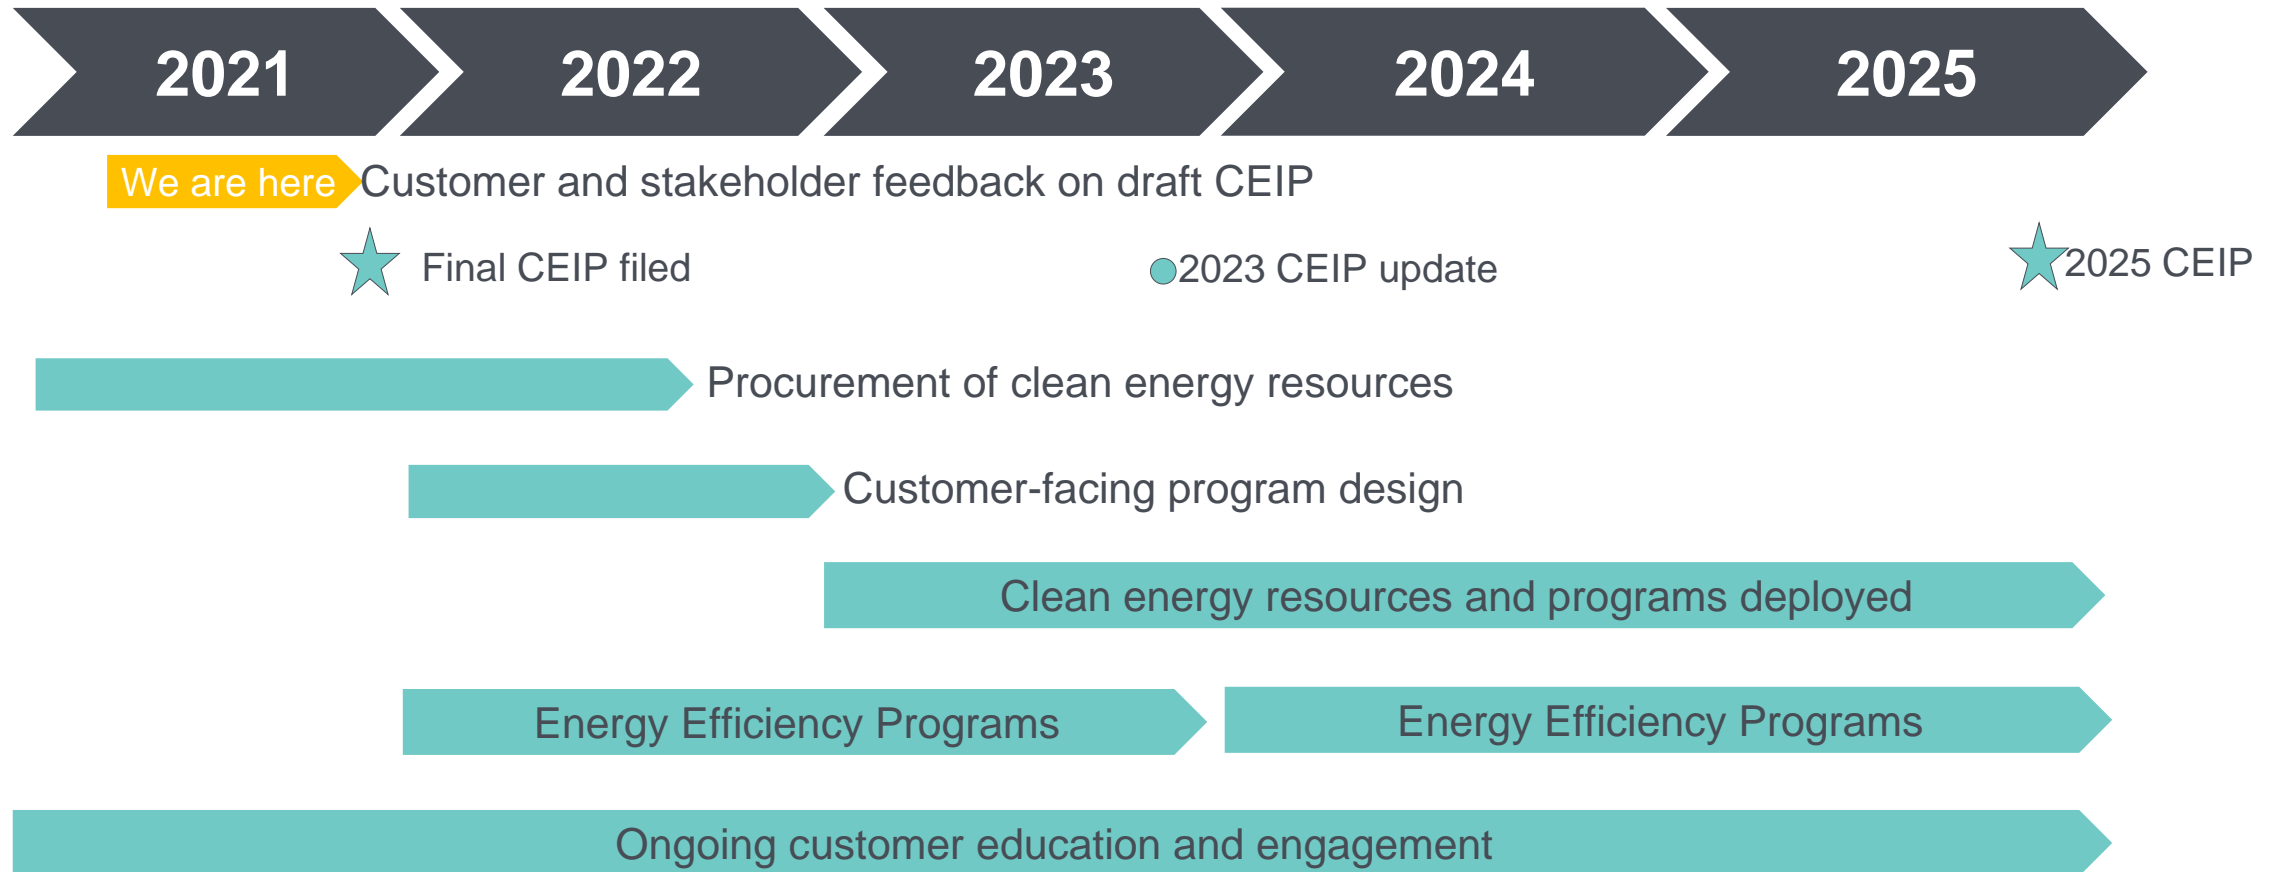 2021 2022 2023 2024 2025
We are here Customer and stakeholder feedback on draft CEIP
Final CEIP filed 2023 CEIP update 2025 CEIP
Procurement of clean energy resources
Customer-facing program design
Clean energy resources and programs deployed
Energy Efficiency Programs Energy Efficiency Programs
Ongoing customer education and engagement